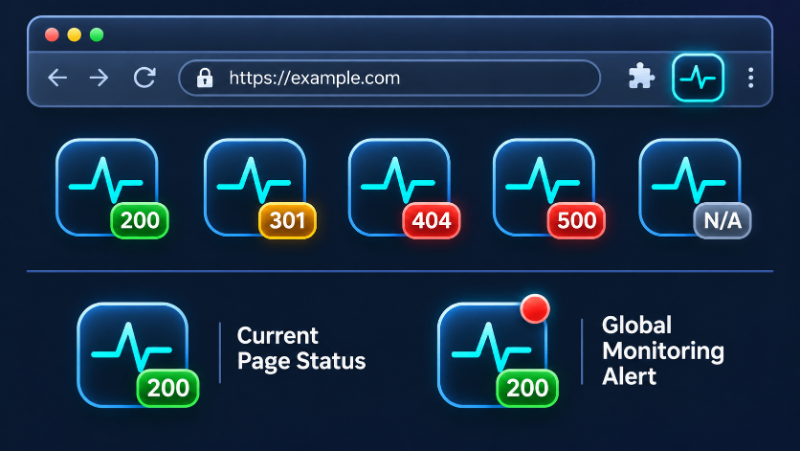 https://example.com
200
301
404
500
N/A
200
Current
Page Status
200
Global
Monitoring
Alert